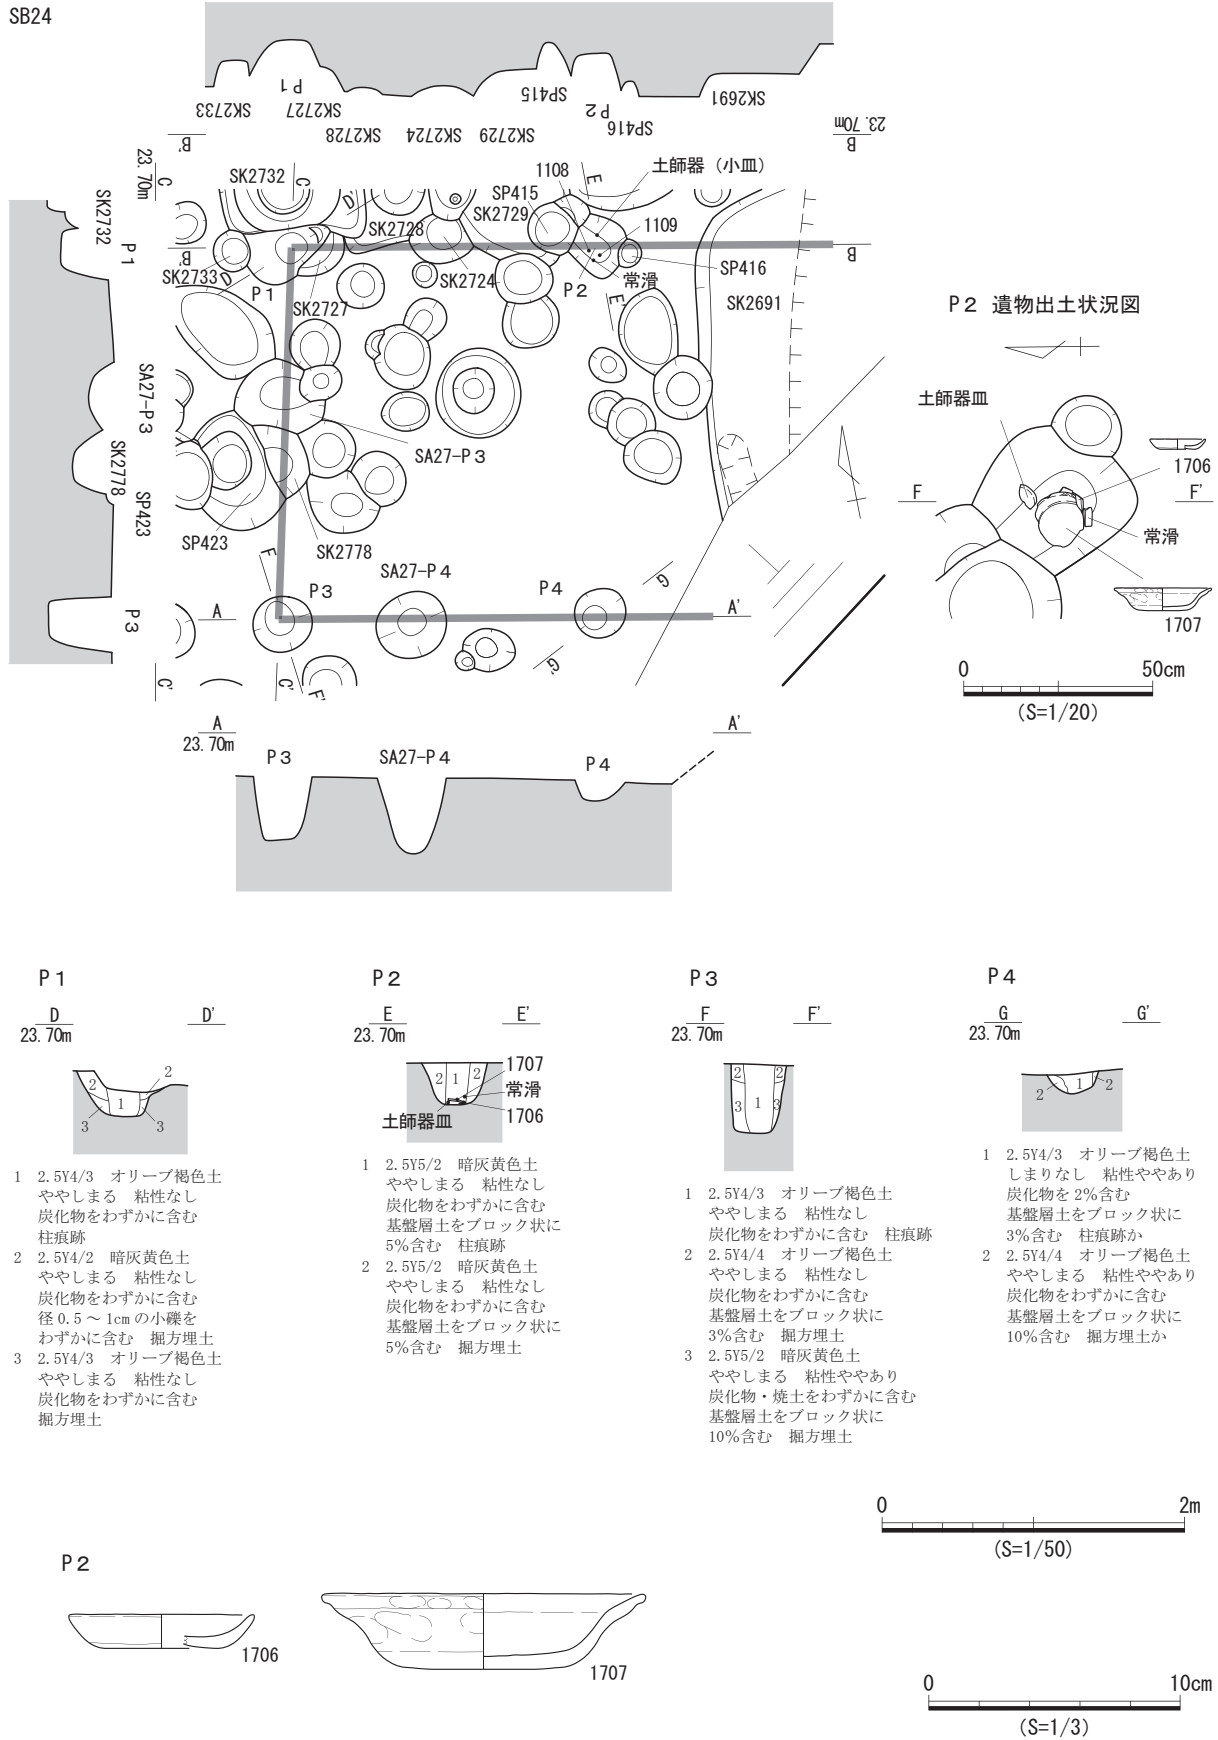 SB24
SK2733
P1
SK2727
SK2728
SK2724
SK2729
SP415
P2
SP416
SK2691
B'
23.70m
B
23.70m
C
SK2732
C
D'
1108
E
土師器（小皿）
SP415
SK2729
1109
SK2732
P1
B'
SK2733
D
P1
SK2728
SK2727
SK2724
P2
常滑
E'
SP416
SK2691
B
P2 遺物出土状況図
土師器皿
1706
F
F'
常滑
1707
0 50cm
(S=1/20)
SA27-P3
SK2778
SP423
P3
SA27-P3
SP423
SK2778
F
P3
SA27-P4
P4
G
A
A'
G'
C'
C'
F'
A
23.70m
A'
P3
SA27-P4
P4
P1
D
D'
23.70m
2
2
1
3
3
1 2.5Y4/3 オリーブ褐色土
ややしまる 粘性なし
炭化物をわずかに含む
柱痕跡
2 2.5Y4/2 暗灰黄色土
ややしまる 粘性なし
炭化物をわずかに含む
径 0.5 ～ 1cm の小礫を
わずかに含む 掘方埋土
3 2.5Y4/3 オリーブ褐色土
ややしまる 粘性なし
炭化物をわずかに含む
掘方埋土
P2
E
E'
23.70m
2 1 2
1707
常滑
土師器皿
1706
1 2.5Y5/2 暗灰黄色土
ややしまる 粘性なし
炭化物をわずかに含む
基盤層土をブロック状に
5%含む 柱痕跡
2 2.5Y5/2 暗灰黄色土
ややしまる 粘性なし
炭化物をわずかに含む
基盤層土をブロック状に
5%含む 掘方埋土
P3
F
F'
23.70m
2 2
3 1 3
1 2.5Y4/3 オリーブ褐色土
ややしまる 粘性なし
炭化物をわずかに含む 柱痕跡
2 2.5Y4/4 オリーブ褐色土
ややしまる 粘性なし
炭化物をわずかに含む
基盤層土をブロック状に
3%含む 掘方埋土
3 2.5Y5/2 暗灰黄色土
ややしまる 粘性ややあり
炭化物・焼土をわずかに含む
基盤層土をブロック状に
10%含む 掘方埋土
P4
G
G'
23.70m
2 1 2
1 2.5Y4/3 オリーブ褐色土
しまりなし 粘性ややあり
炭化物を 2%含む
基盤層土をブロック状に
3%含む 柱痕跡か
2 2.5Y4/4 オリーブ褐色土
ややしまる 粘性ややあり
炭化物をわずかに含む
基盤層土をブロック状に
10%含む 掘方埋土か
0 2m
(S=1/50)
P2
1706
1707
0 10cm
(S=1/3)